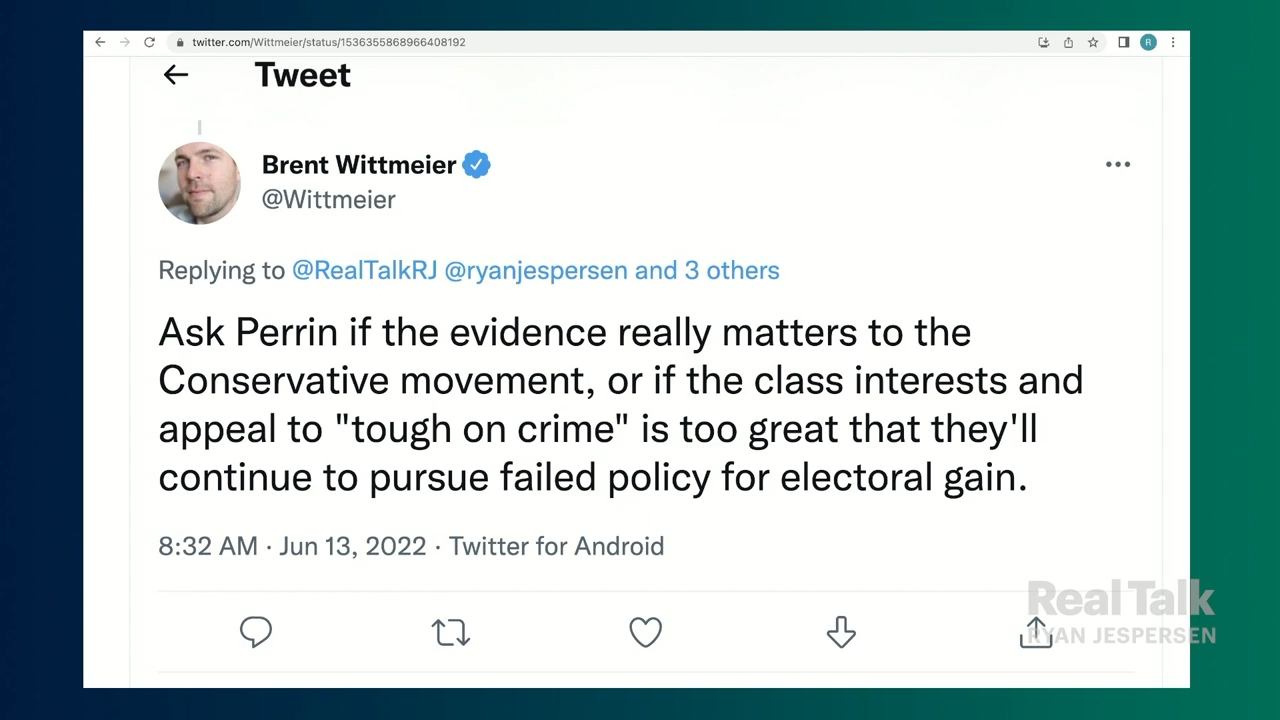 twitter.com/Wittmeier/status/1536355868966408192
R
Tweet
Brent Wittmeier
@Wittmeier
Replying to @RealTalkRJ @ryanjespersen and 3 others
Ask Perrin if the evidence really matters to the
Conservative movement, or if the class interests and
appeal to "tough on crime" is too great that they'll
continue to pursue failed policy for electoral gain.
8:32 AM · Jun 13, 2022 · Twitter for Android
Real Talk
RYAN JESPERSEN